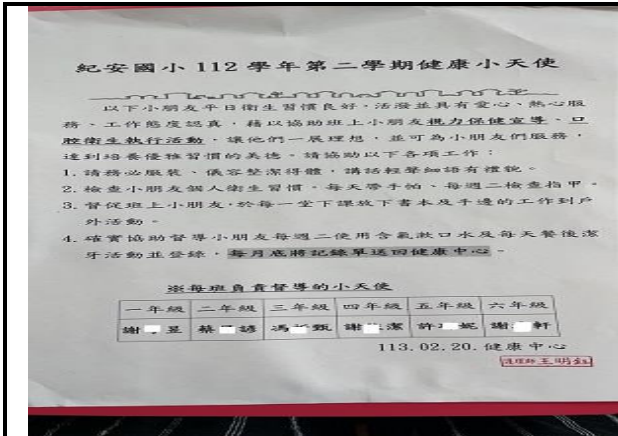 紀安國小 112 學年第二學期健康小天使
以下小朋友平日衛生習慣良好,活潑並具有愛心、熱心服
務、工作態度認真,藉以協助班上小朋友視力保健宣導、口
腔衛生執行活動,讓他們一展理想,並可為小朋友們服務,
達到培養優雅習慣的美德。請協助以下各項工作:
1. 請務必服裝、儀容整潔得體,講話輕聲細語有禮貌。
2. 檢查小朋友個人衛生習慣,每天帶手帕、每週二檢查指甲。
3. 督促班上小朋友,於每一堂下課放下書本及手邊的工作到戶
外活動。
4. 確實協助督導小朋友每週二使用含氟漱口水及每天餐後潔
牙活動並登錄,每月底將記錄單送回健康中心。
每班負責督導的小天使
一年級 二年級 三年級 四年級 五年級 六年級
謝 昱 蔡 諺 馮 甄 謝 潔 許 妮 謝 軒
113.02.20.健康中心
護理師 王明